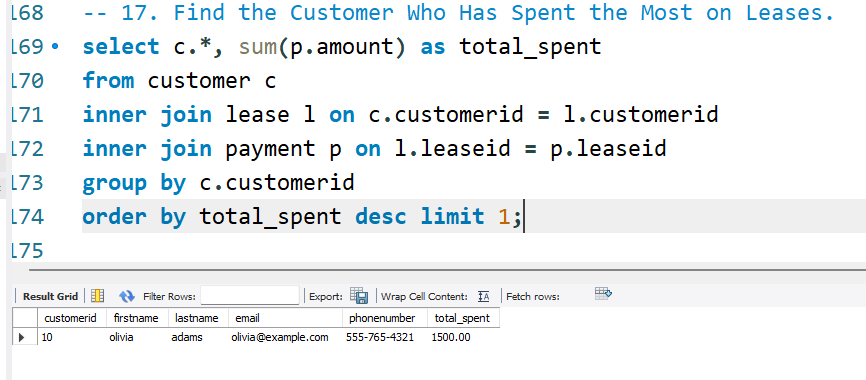 168 -- 17. Find the Customer Who Has Spent the Most on Leases.
169 select c.*, sum(p.amount) as total_spent
170 from customer c
171 inner join lease l on c.customerid = l.customerid
172 inner join payment p on l.leaseid = p.leaseid
173 group by c.customerid
174 order by total_spent desc limit 1;
175
Result Grid Filter Rows: Export: Wrap Cell Content: IA Fetch rows:
customerid firstname lastname email phonenumber total_spent
10 olivia adams olivia@example.com 555-765-4321 1500.00